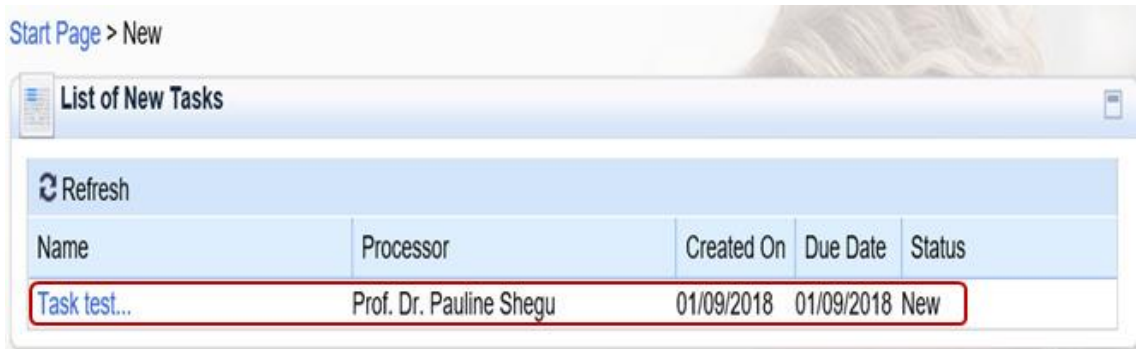 Start Page > New
List of New Tasks
Refresh
Name Processor Created On Due Date Status
Task test... Prof. Dr. Pauline Shegu 01/09/2018 01/09/2018 New